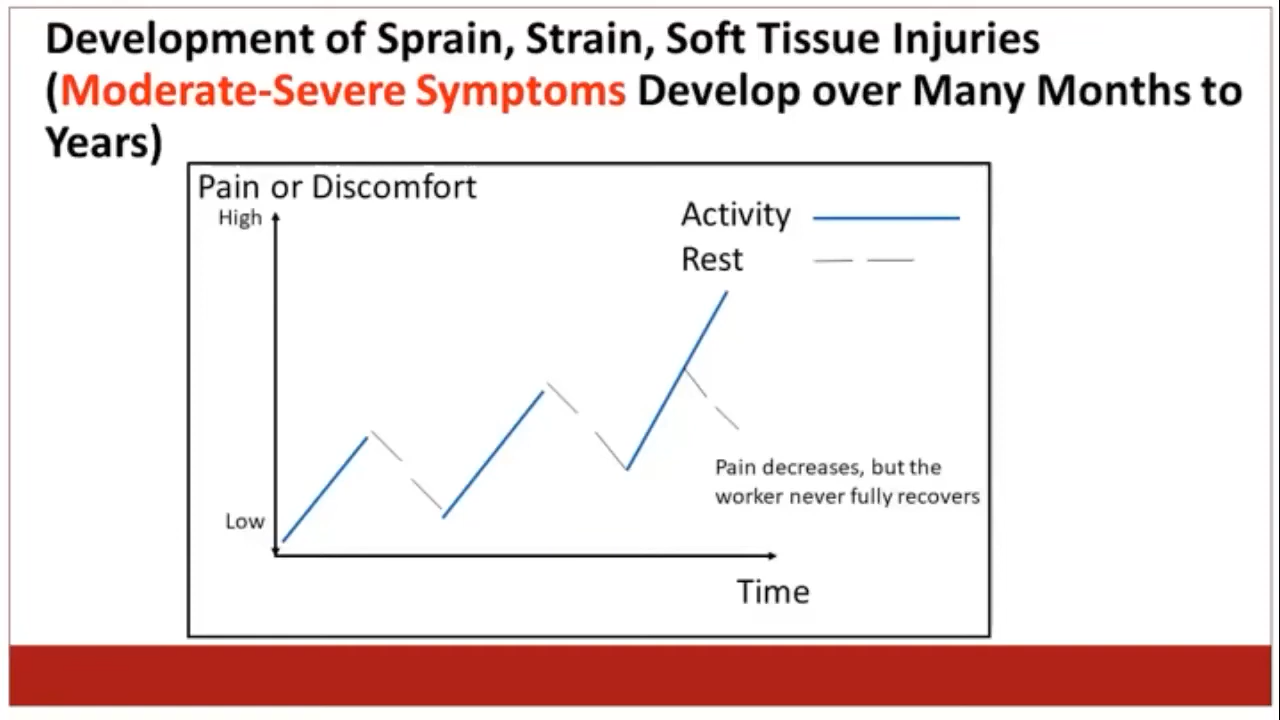 Development of Sprain, Strain, Soft Tissue Injuries
(Moderate-Severe Symptoms Develop over Many Months to
Years)
Pain or Discomfort
High
Activity
Rest
Pain decreases, but the
worker never fully recovers
Low
Time